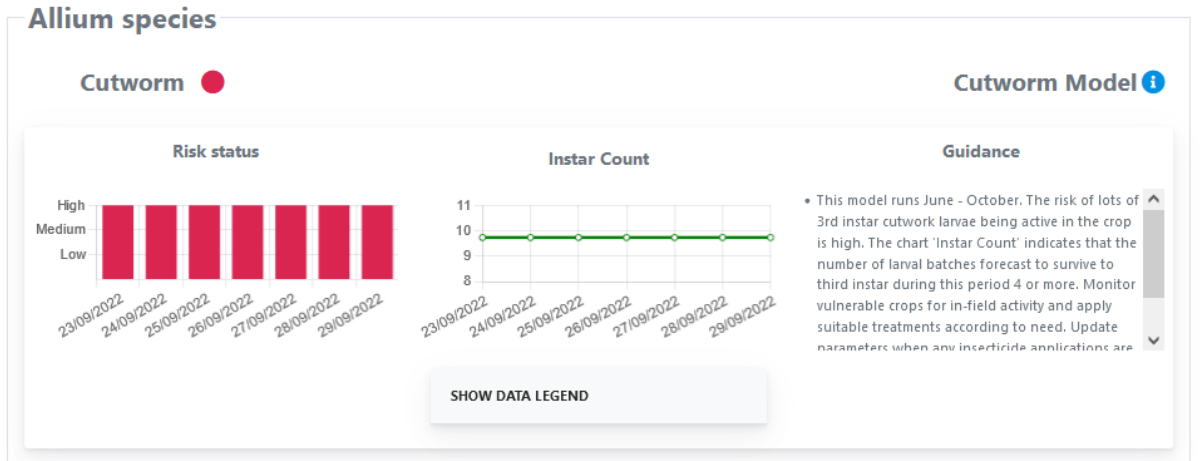 Allium species
Cutworm
Cutworm Model
Risk status
High
Medium
Low
23/09/2022
24/09/2022
25/09/2022
26/09/2022
27/09/2022
28/09/2022
29/09/2022
Instar Count
11
10
9
8
23/09/2022
24/09/2022
25/09/2022
26/09/2022
27/09/2022
28/09/2022
29/09/2022
SHOW DATA LEGEND
Guidance
• This model runs June - October. The risk of lots of
3rd instar cutwork larvae being active in the crop
is high. The chart 'Instar Count' indicates that the
number of larval batches forecast to survive to
third instar during this period 4 or more. Monitor
vulnerable crops for in-field activity and apply
suitable treatments according to need. Update
parameters when any insecticide applications are